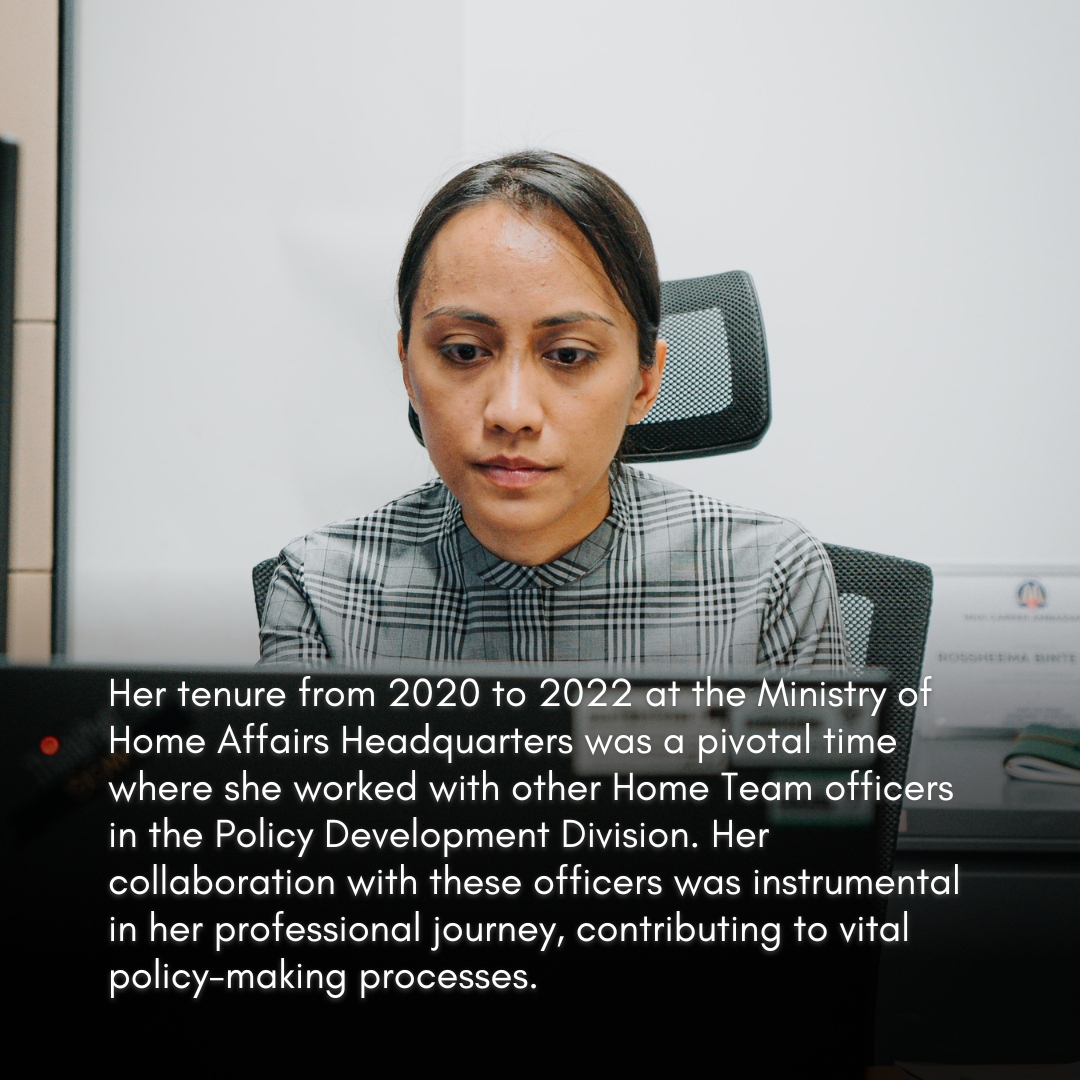 ROSSHEEMA BINTE
Her tenure from 2020 to 2022 at the Ministry of
Home Affairs Headquarters was a pivotal time
where she worked with other Home Team officers
in the Policy Development Division. Her
collaboration with these officers was instrumental
in her professional journey, contributing to vital
policy-making processes.